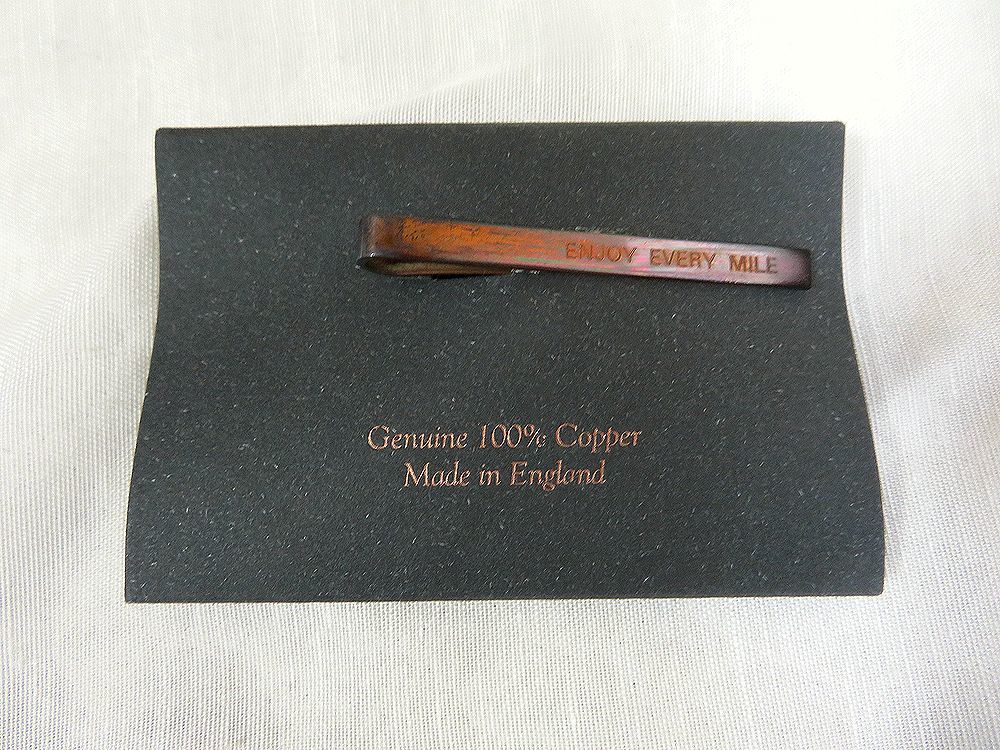 ENJOY EVERY MILE
Genuine 100% Copper
Made in England